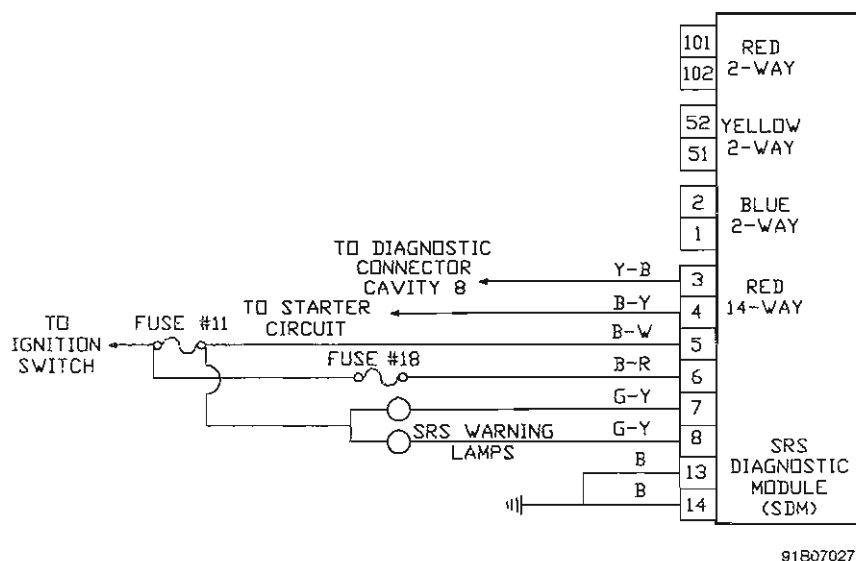 101
102
RED
2-WAY
52
51
YELLOW
2-WAY
2
1
BLUE
2-WAY
TO DIAGNOSTIC
CONNECTOR
CAVITY 8
Y-B
3
RED
14-WAY
TO STARTER
CIRCUIT
B-Y
4
TO
IGNITION
SWITCH
FUSE #11
B-W
5
FUSE #18
B-R
6
G-Y
7
SRS WARNING
LAMPS
G-Y
8
B
13
B
14
SRS
DIAGNOSTIC
MODULE
(SDM)
91B07027